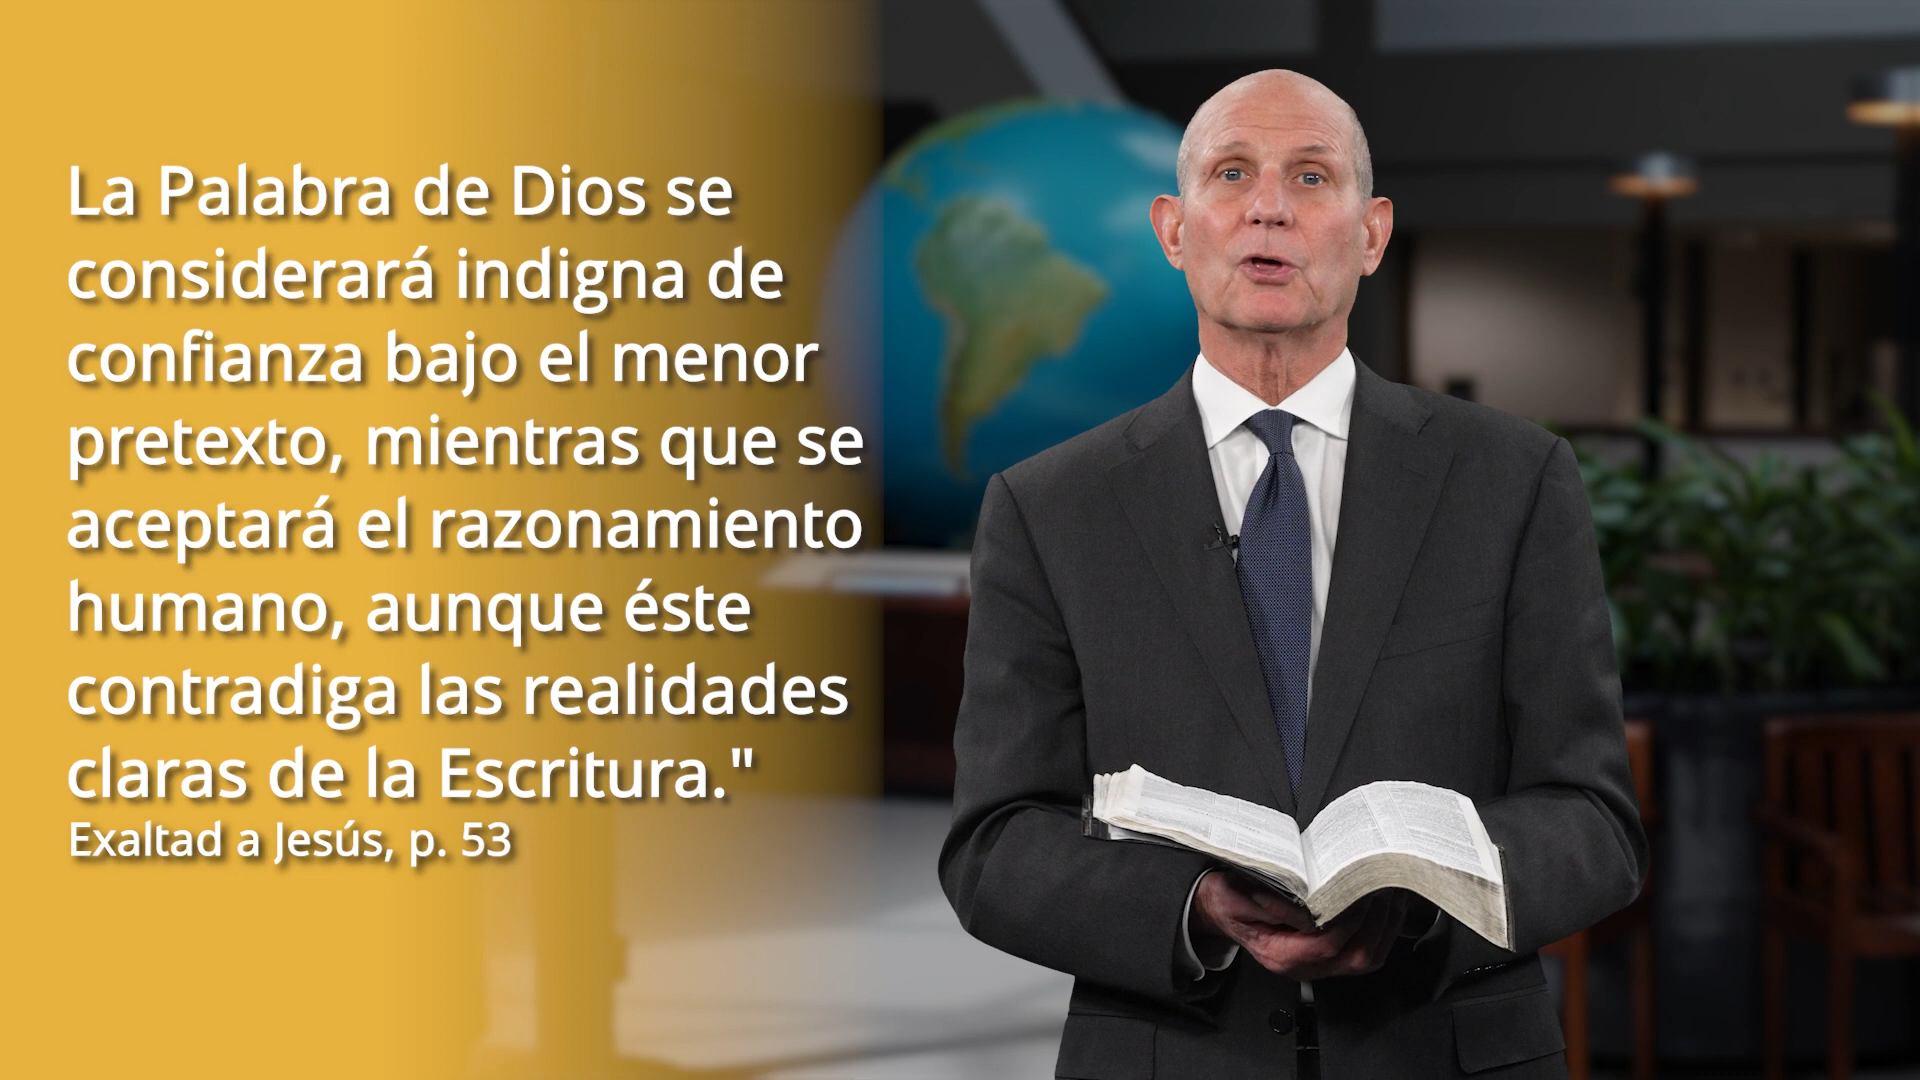 La Palabra de Dios se
considerará indigna de
confianza bajo el menor
pretexto, mientras que se
aceptará el razonamiento
humano, aunque éste
contradiga las realidades
claras de la Escritura."
Exaltad a Jesús, p. 53